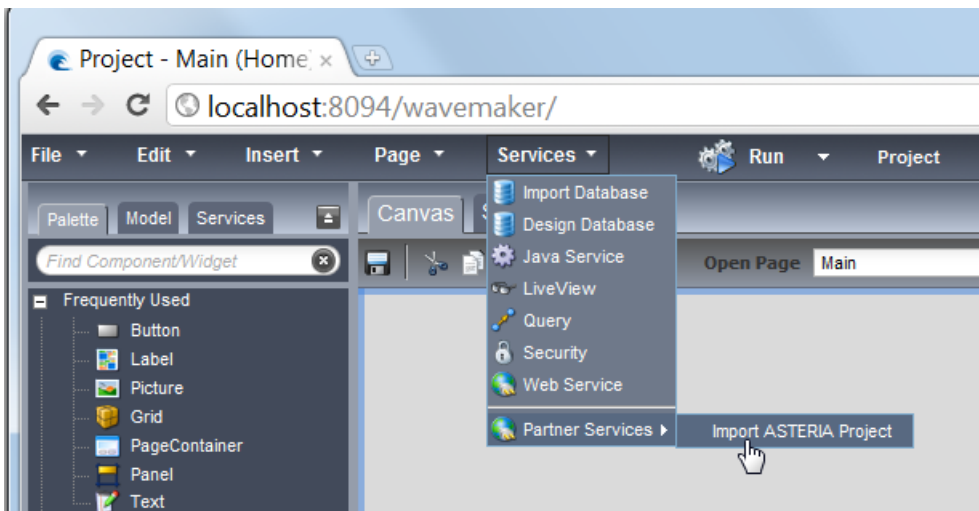 Project - Main (Home)
localhost:8094/wavemaker/
File Edit Insert Page Services Run Project
Palette Model Services Canvas
Find Component/Widget
Open Page Main
Frequently Used
Button
Label
Picture
Grid
PageContainer
Panel
Text
Import Database
Design Database
Java Service
LiveView
Query
Security
Web Service
Partner Services
Import ASTERIA Project